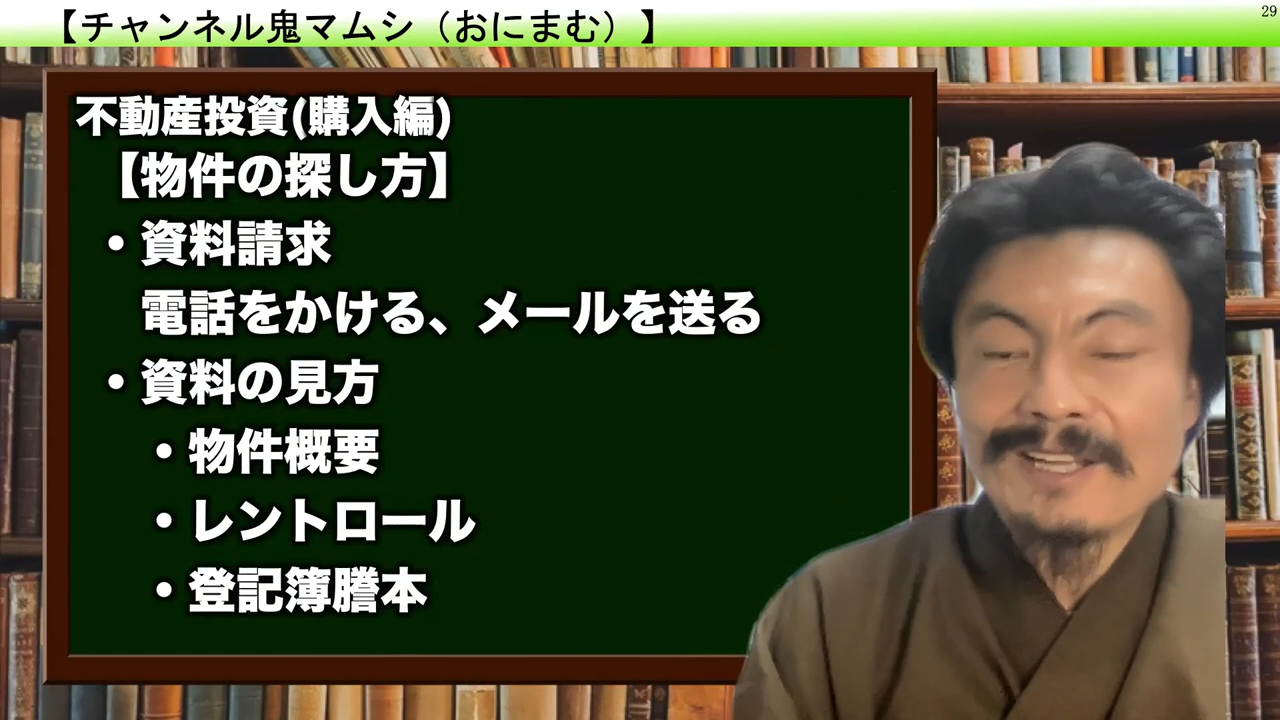 【チャンネル鬼マムシ（おにまむ）】
29
不動産投資(購入編)
【物件の探し方】
・資料請求
電話をかける、メールを送る
・資料の見方
・物件概要
・レントロール
・登記簿謄本